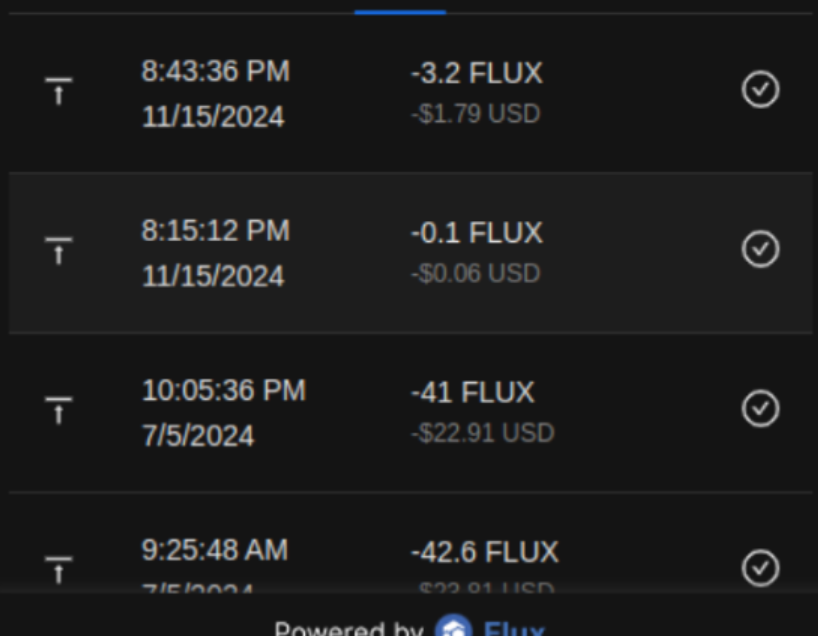 8:43:36 PM
-3.2 FLUX
11/15/2024
-$1.79 USD
8:15:12 PM
-0.1 FLUX
11/15/2024
-$0.06 USD
10:05:36 PM
-41 FLUX
7/5/2024
-$22.91 USD
9:25:48 AM
-42.6 FLUX
7/5/2024
-$23.81 USD
Powered by Flux